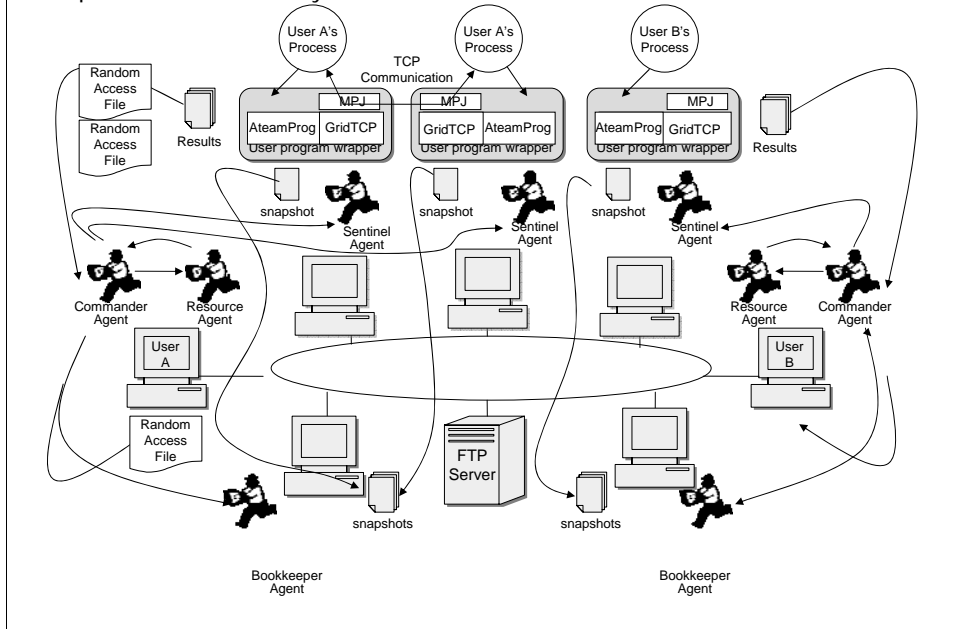 User A's
Process
User A's
Process
User B's
Process
TCP
Communication
Random
Access
File
Random
Access
File
Results
MPJ
AteamProg
GridTCP
User program wrapper
MPJ
GridTCP
AteamProg
User program wrapper
MPJ
AteamProg
GridTCP
User program wrapper
Results
snapshot
snapshot
snapshot
Sentinel
Agent
Sentinel
Agent
Sentinel
Agent
Commander
Agent
Resource
Agent
Resource
Agent
Commander
Agent
User
A
User
B
Random
Access
File
FTP
Server
snapshots
snapshots
Bookkeeper
Agent
Bookkeeper
Agent